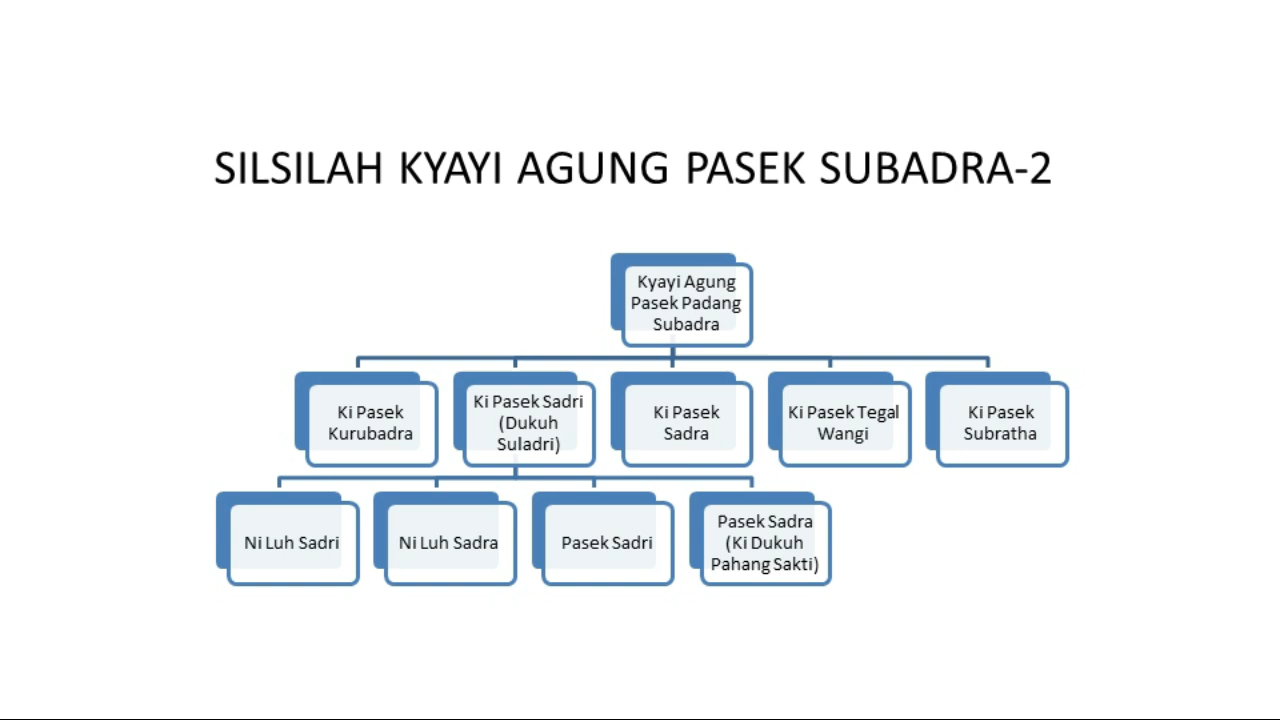 SILSILAH KYAYI AGUNG PASEK SUBADRA-2
Kyayi Agung
Pasek Padang
Subadra
Ki Pasek
Kurubadra
Ki Pasek Sadri
(Dukuh
Suladri)
Ki Pasek
Sadra
Ki Pasek Tegal
Wangi
Ki Pasek
Subratha
Ni Luh Sadri
Ni Luh Sadra
Pasek Sadri
Pasek Sadra
(Ki Dukuh
Pahang Sakti)